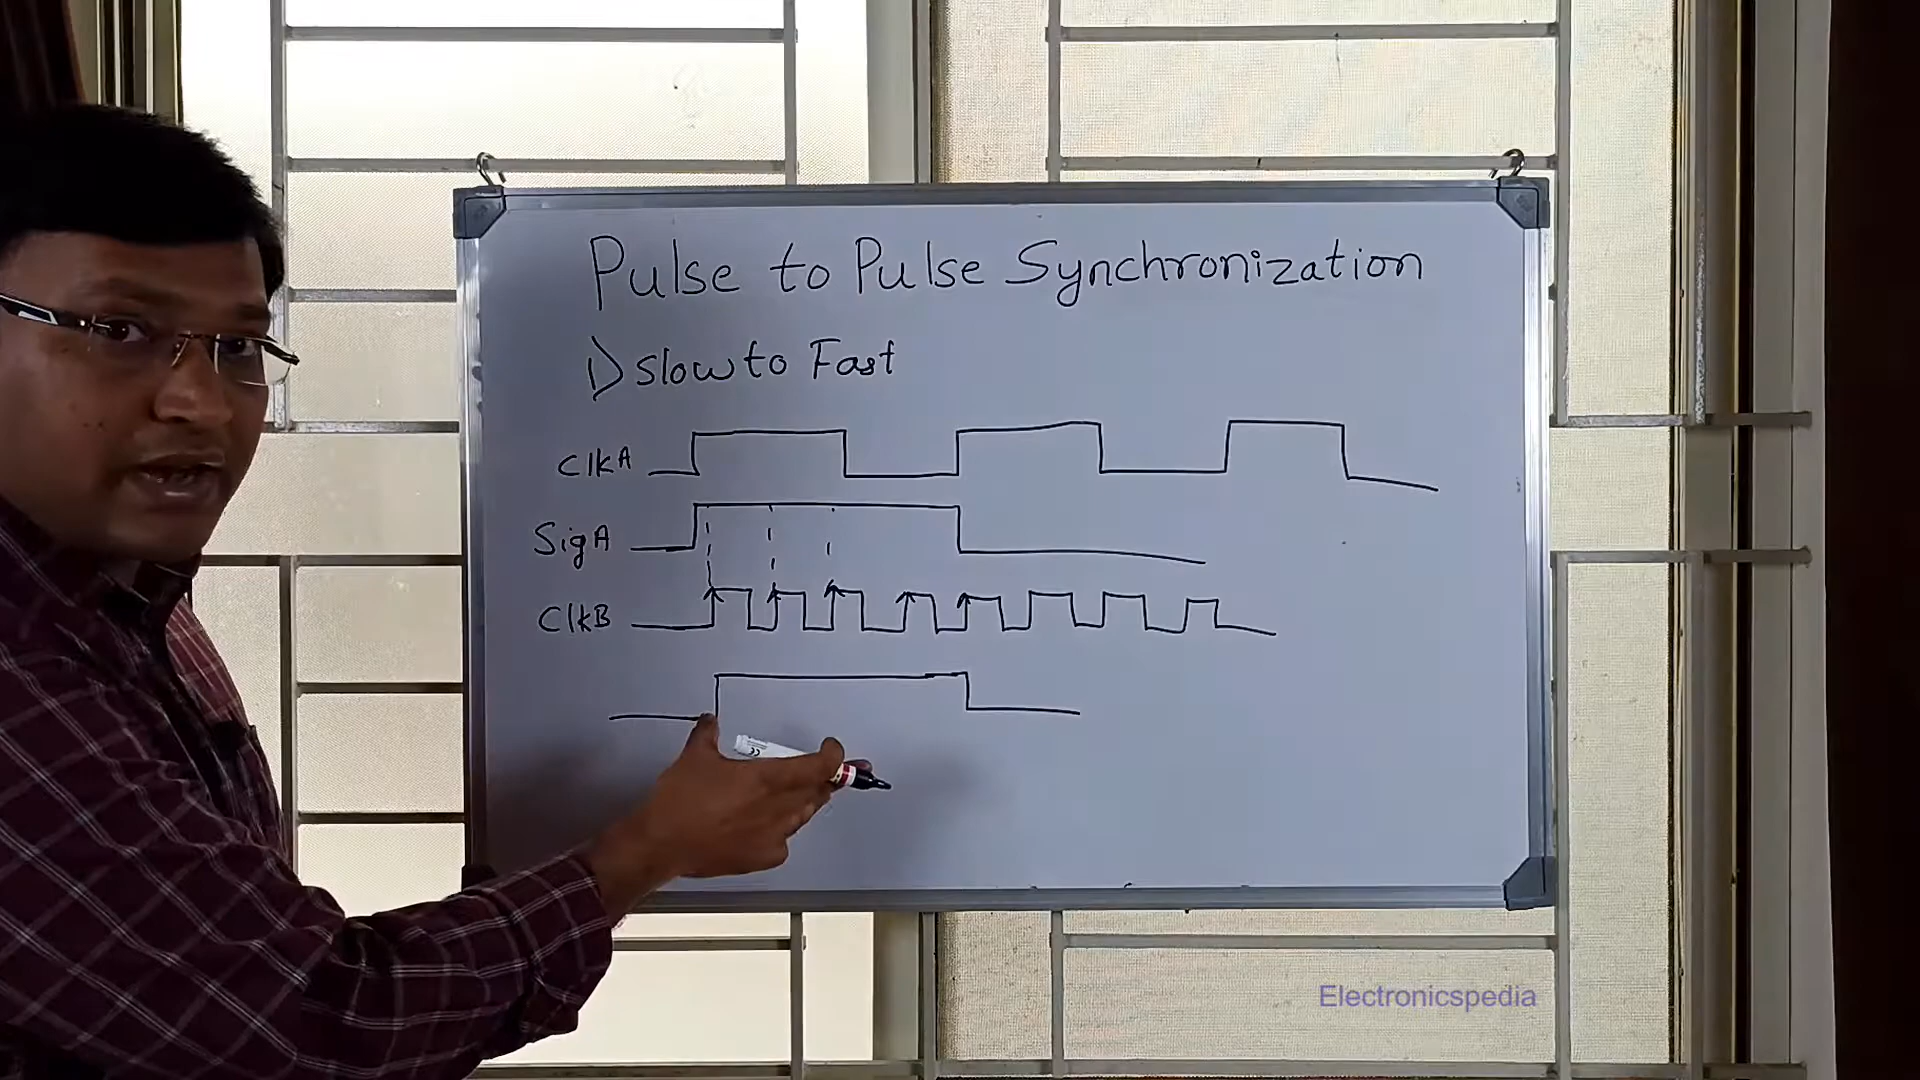 Pulse to Pulse Synchronization
1) Slow to Fast
ClkA
SigA
ClkB
Electronicspedia